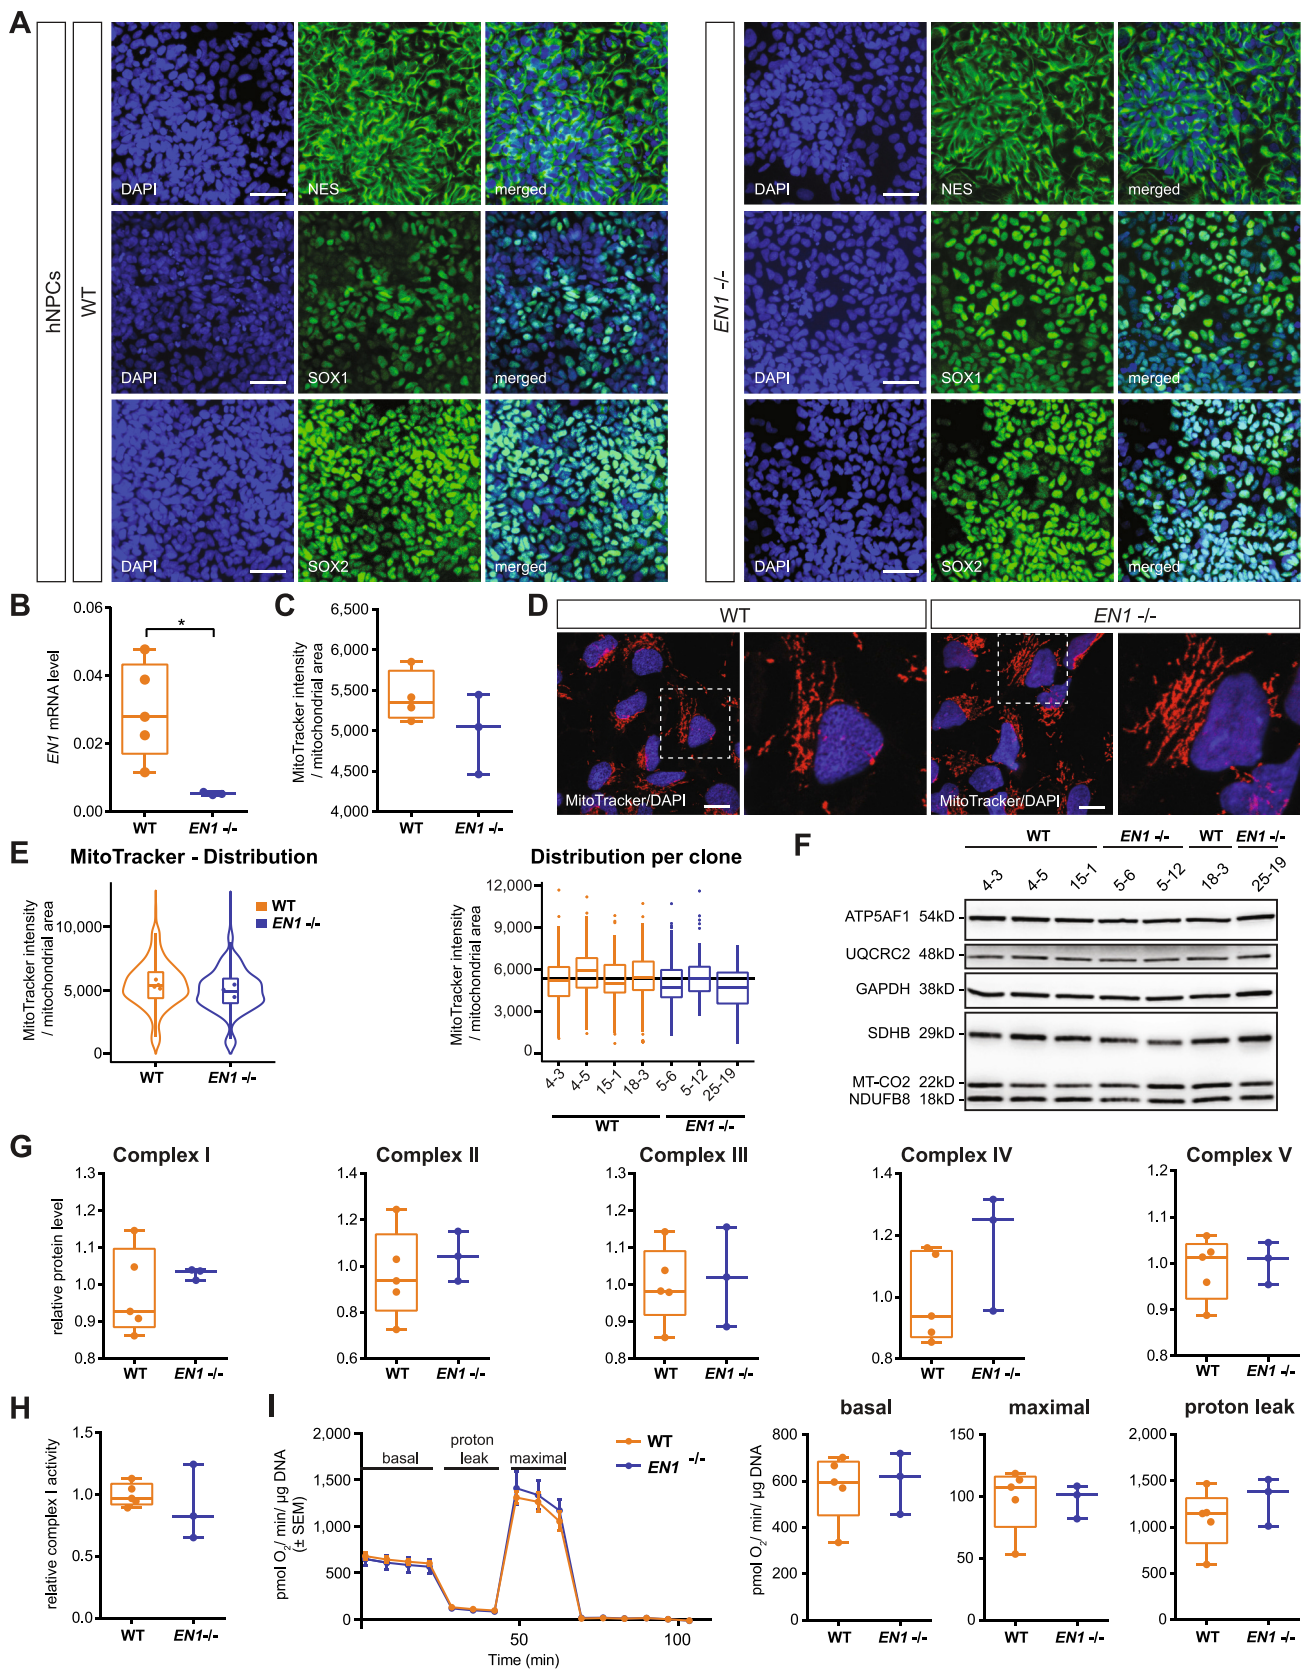 A
hNPCs
WT
DAPI
NES
merged
DAPI
SOX1
merged
DAPI
SOX2
merged
EN1 -/-
DAPI
NES
merged
DAPI
SOX1
merged
DAPI
SOX2
merged
B
EN1 mRNA level
0.06
0.04
0.02
0.00
*
WT
EN1 -/-
C
MitoTracker intensity
/ mitochondrial area
6,500
6,000
5,500
5,000
4,500
4,000
WT
EN1 -/-
D
WT
EN1 -/-
MitoTracker/DAPI
MitoTracker/DAPI
E
MitoTracker - Distribution
MitoTracker intensity
/ mitochondrial area
10,000
5,000
0
WT
EN1 -/-
WT
EN1 -/-
Distribution per clone
MitoTracker intensity
/ mitochondrial area
12,000
9,000
6,000
3,000
0
4-3
4-5
15-1
18-3
5-6
5-12
25-19
WT
EN1 -/-
F
WT
EN1 -/-
WT
EN1 -/-
4-3
4-5
15-1
5-6
5-12
18-3
25-19
ATP5AF1 54kD
UQCRC2 48kD
GAPDH 38kD
SDHB 29kD
MT-CO2 22kD
NDUFB8 18kD
G
Complex I
relative protein level
1.3
1.2
1.1
1.0
0.9
0.8
WT
EN1 -/-
Complex II
1.4
1.2
1.0
0.8
0.6
WT
EN1 -/-
Complex III
1.3
1.2
1.1
1.0
0.9
0.8
WT
EN1 -/-
Complex IV
1.4
1.2
1.0
0.8
WT
EN1 -/-
Complex V
1.2
1.1
1.0
0.9
0.8
WT
EN1 -/-
H
relative complex I activity
1.5
1.0
0.5
0.0
WT
EN1-/-
I
pmol O2/ min/ µg DNA
(± SEM)
2,000
1,500
1,000
500
0
basal
proton
leak
maximal
WT
EN1 -/-
50
100
Time (min)
basal
pmol O2/ min/ µg DNA
800
600
400
200
0
WT
EN1 -/-
maximal
150
100
50
0
WT
EN1 -/-
proton leak
2,000
1,500
1,000
500
0
WT
EN1 -/-